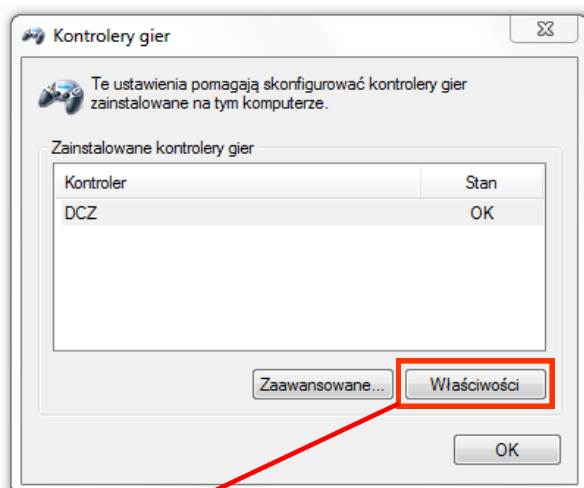 Kontrolery gier
Te ustawienia pomagają skonfigurować kontrolery gier
zainstalowane na tym komputerze.
Zainstalowane kontrolery gier
Kontroler Stan
DCZ OK
Zaawansowane... Właściwości
OK